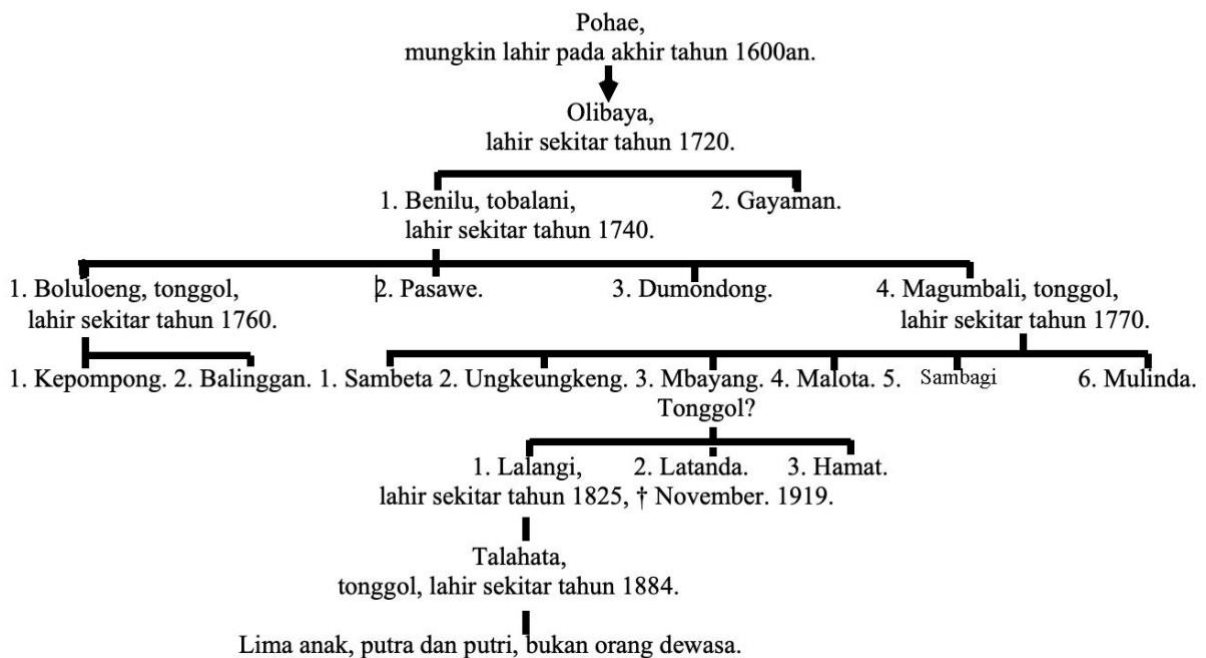 Pohae,
mungkin lahir pada akhir tahun 1600an.
Olibaya,
lahir sekitar tahun 1720.
1. Benilu, tobalani, 2. Gayaman.
lahir sekitar tahun 1740.
1. Boluloeng, tonggol, 2. Pasawe. 3. Dumondong. 4. Magumbali, tonggol,
lahir sekitar tahun 1760. lahir sekitar tahun 1770.
1. Kepompong. 2. Balinggan. 1. Sambeta 2. Ungkeungkeng. 3. Mbayang. 4. Malota. 5. Sambagi 6. Mulinda.
Tonggol?
1. Lalangi, 2. Latanda. 3. Hamat.
lahir sekitar tahun 1825, † November. 1919.
Talahata,
tonggol, lahir sekitar tahun 1884.
Lima anak, putra dan putri, bukan orang dewasa.